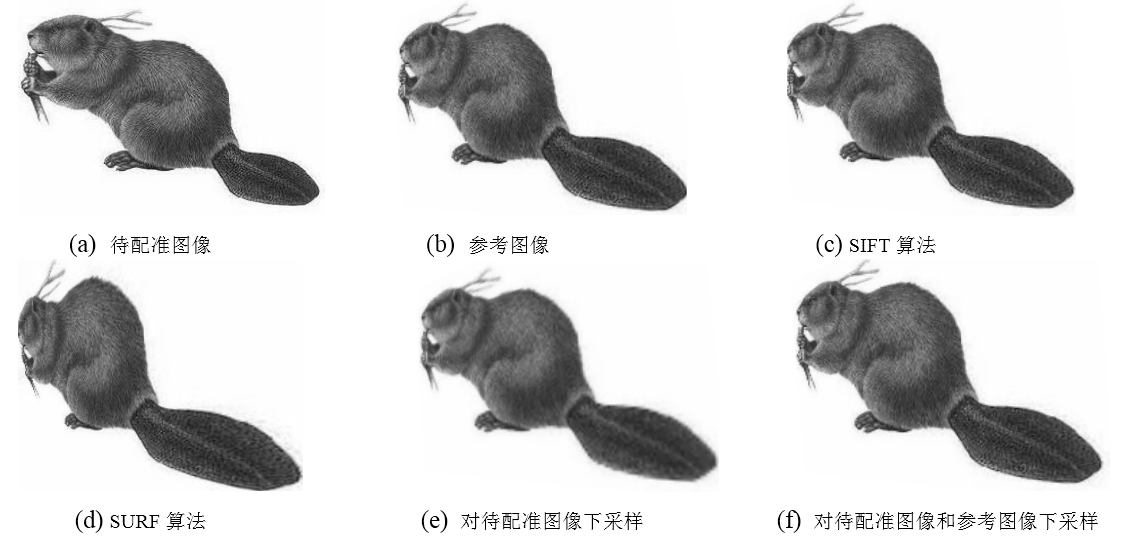 (a) 待配准图像
(b) 参考图像
(c) SIFT 算法
(d) SURF 算法
(e) 对待配准图像下采样
(f) 对待配准图像和参考图像下采样